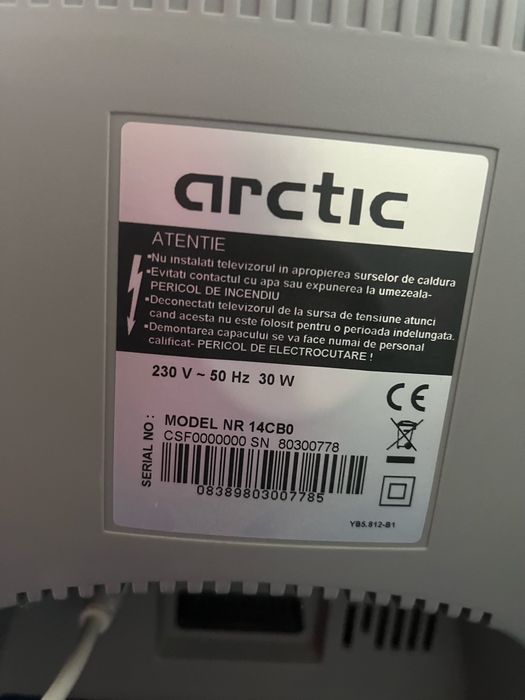 arctic
ATENTIE
•Nu instalati televizorul in apropierea surselor de caldura
•Evitati contactul cu apa sau expunerea la umezeala-
PERICOL DE INCENDIU
•Deconectati televizorul de la sursa de tensiune atunci
cand acesta nu este folosit pentru o perioada indelungata.
•Demontarea capacului se va face numai de personal
calificat- PERICOL DE ELECTROCUTARE !
230 V ~ 50 Hz 30 W
CE
SERIAL NO :
MODEL NR 14CB0
CSF0000000 SN 80300778
08389803007785
YB5.812-B1